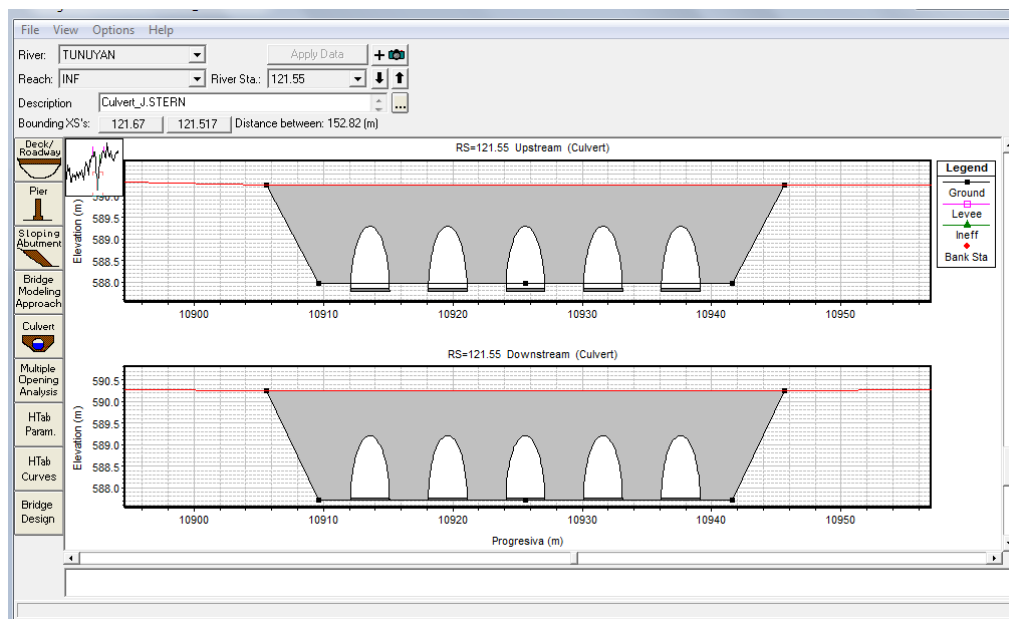 File View Options Help
River: TUNUYAN Apply Data
Reach: INF River Sta.: 121.55
Description Culvert_J.STERN ...
Bounding XS's: 121.67 121.517 Distance between: 152.82 (m)
Deck/
Roadway
Pier
Sloping
Abutment
Bridge
Modeling
Approach
Culvert
Multiple
Opening
Analysis
HTab
Param.
HTab
Curves
Bridge
Design
RS=121.55 Upstream (Culvert)
Elevation (m)
590.0
589.5
589.0
588.5
588.0
10900 10910 10920 10930 10940 10950
Legend
Ground
Levee
Ineff
Bank Sta
RS=121.55 Downstream (Culvert)
Elevation (m)
590.5
590.0
589.5
589.0
588.5
588.0
10900 10910 10920 10930 10940 10950
Progresiva (m)